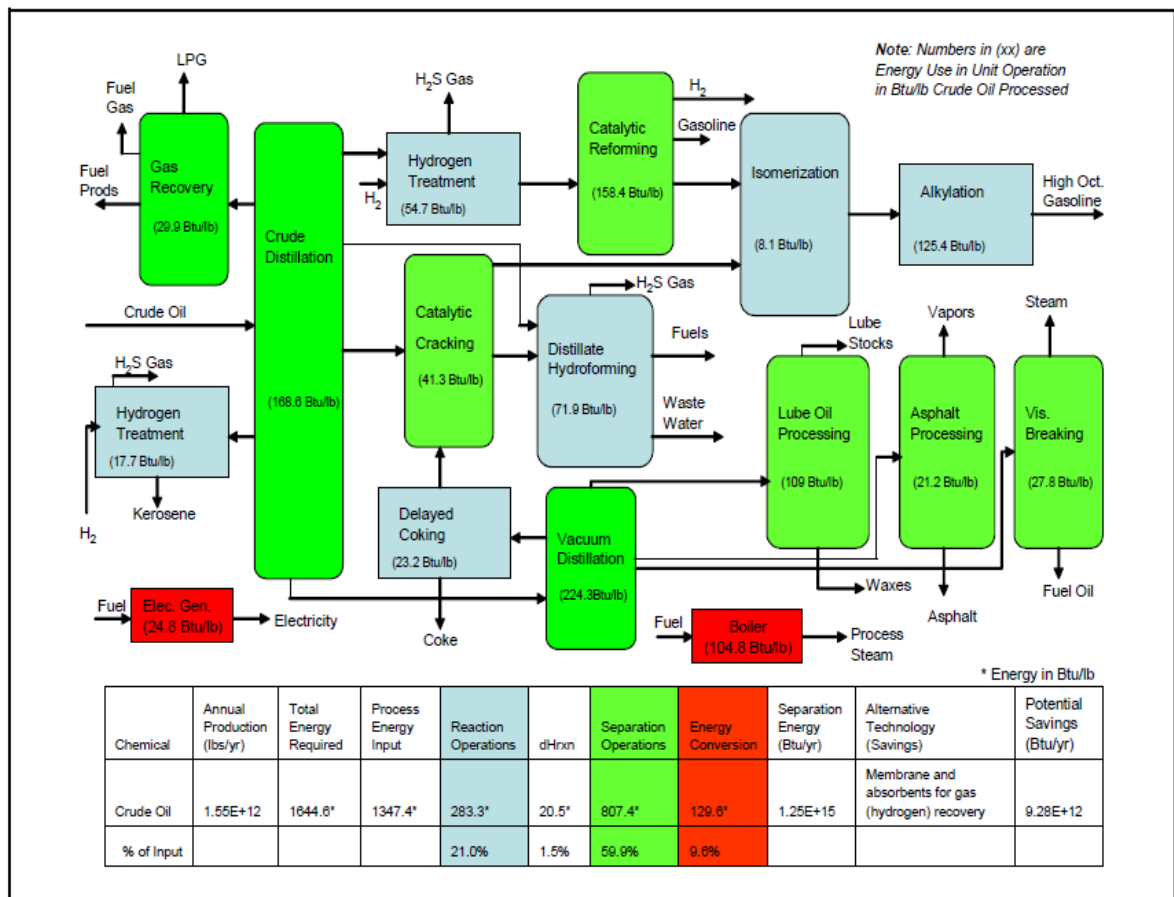 Note: Numbers in (xx) are
Energy Use in Unit Operation
in Btu/lb Crude Oil Processed
LPG
Fuel
Gas
Fuel
Prods
Gas
Recovery
(29.9 Btu/lb)
Crude
Distillation
(168.6 Btu/lb)
H2S Gas
Hydrogen
Treatment
(54.7 Btu/lb)
H2
Catalytic
Reforming
(158.4 Btu/lb)
H2
Gasoline
Isomerization
(8.1 Btu/lb)
Alkylation
(125.4 Btu/lb)
High Oct.
Gasoline
Crude Oil
H2S Gas
Hydrogen
Treatment
(17.7 Btu/lb)
Kerosene
H2
Catalytic
Cracking
(41.3 Btu/lb)
H2S Gas
Distillate
Hydroforming
(71.9 Btu/lb)
Fuels
Waste
Water
Lube
Stocks
Lube Oil
Processing
(109 Btu/lb)
Waxes
Vapors
Asphalt
Processing
(21.2 Btu/lb)
Asphalt
Steam
Vis.
Breaking
(27.8 Btu/lb)
Fuel Oil
Delayed
Coking
(23.2 Btu/lb)
Coke
Vacuum
Distillation
(224.3Btu/lb)
Fuel
Elec. Gen.
(24.8 Btu/lb)
Electricity
Fuel
Boiler
(104.8 Btu/lb)
Process
Steam
* Energy in Btu/lb
Chemical
Annual
Production
(lbs/yr)
Total
Energy
Required
Process
Energy
Input
Reaction
Operations
dHrxn
Separation
Operations
Energy
Conversion
Separation
Energy
(Btu/yr)
Alternative
Technology
(Savings)
Potential
Savings
(Btu/yr)
Crude Oil
1.55E+12
1644.6*
1347.4*
283.3*
20.5*
807.4*
129.6*
1.25E+15
Membrane and
absorbents for gas
(hydrogen) recovery
9.28E+12
% of Input
21.0%
1.5%
59.9%
9.6%